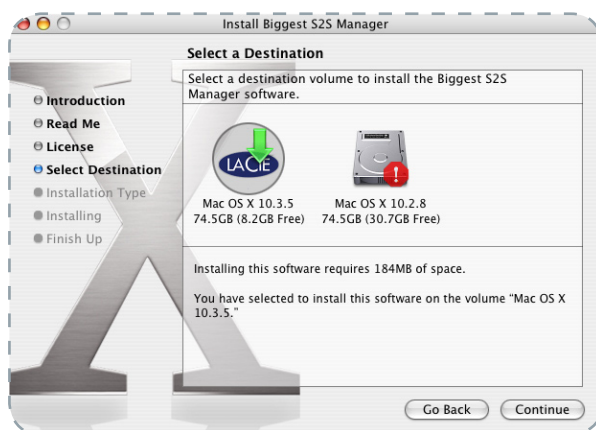 Install Biggest S2S Manager
Select a Destination
Introduction
Read Me
License
Select Destination
Installation Type
Installing
Finish Up
Select a destination volume to install the Biggest S2S
Manager software.
LACIE
Mac OS X 10.3.5
74.5GB (8.2GB Free)
Mac OS X 10.2.8
74.5GB (30.7GB Free)
Installing this software requires 184MB of space.
You have selected to install this software on the volume “Mac OS X
10.3.5.”
Go Back
Continue